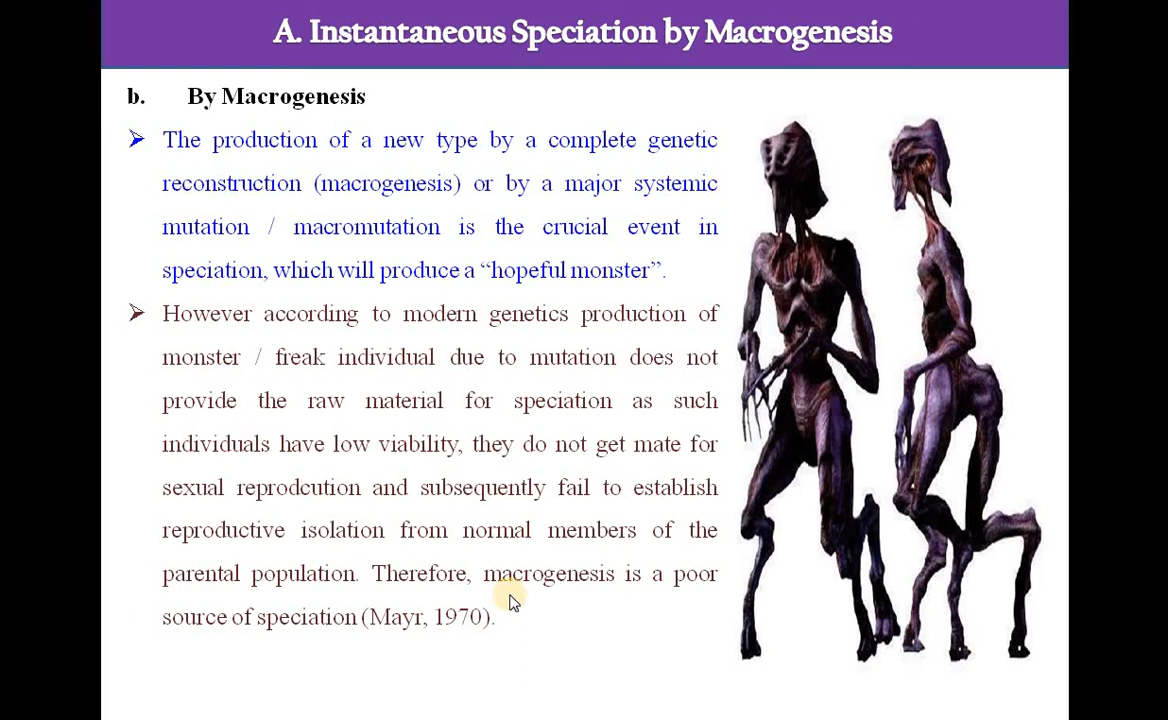 A. Instantaneous Speciation by Macrogenesis
b. By Macrogenesis
➢ The production of a new type by a complete genetic
reconstruction (macrogenesis) or by a major systemic
mutation / macromutation is the crucial event in
speciation, which will produce a “hopeful monster”.
➢ However according to modern genetics production of
monster / freak individual due to mutation does not
provide the raw material for speciation as such
individuals have low viability, they do not get mate for
sexual reprodcution and subsequently fail to establish
reproductive isolation from normal members of the
parental population. Therefore, macrogenesis is a poor
source of speciation (Mayr, 1970).